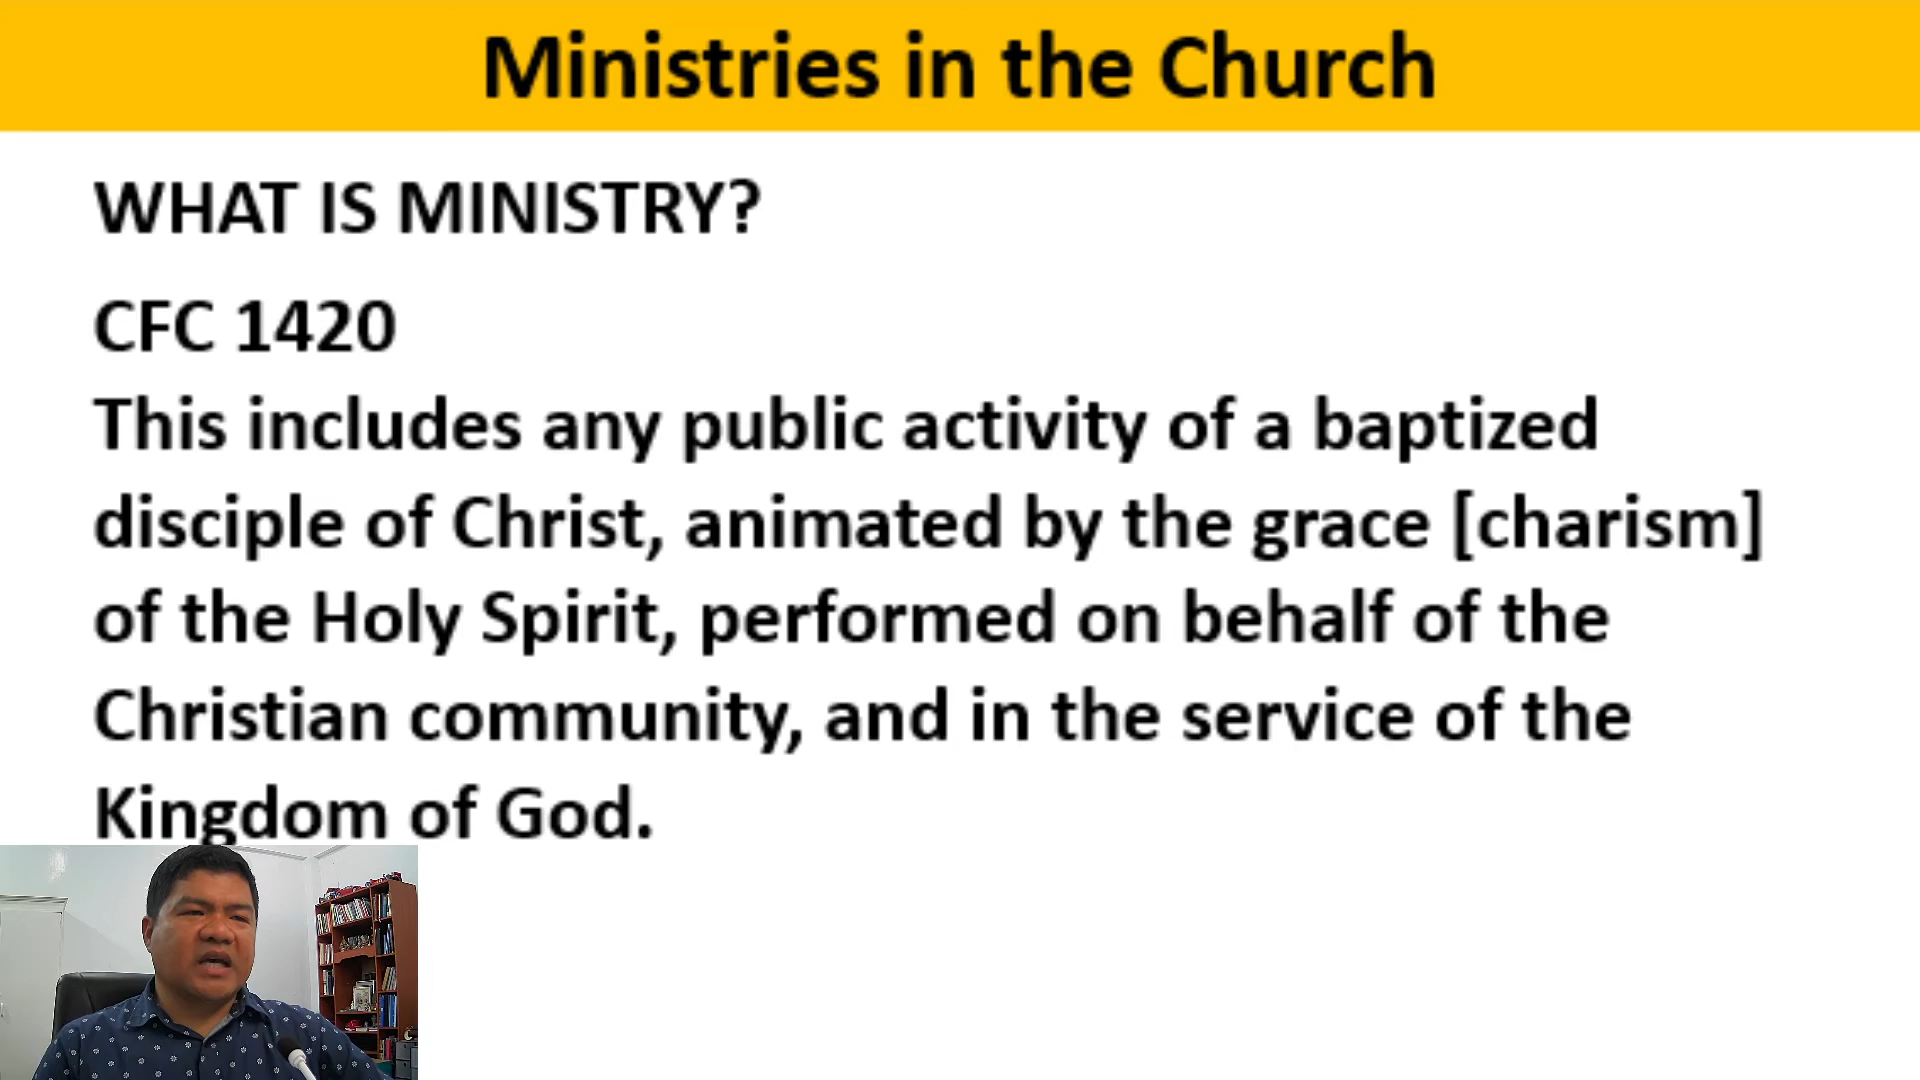 Ministries in the Church
WHAT IS MINISTRY?
CFC 1420
This includes any public activity of a baptized
disciple of Christ, animated by the grace [charism]
of the Holy Spirit, performed on behalf of the
Christian community, and in the service of the
Kingdom of God.